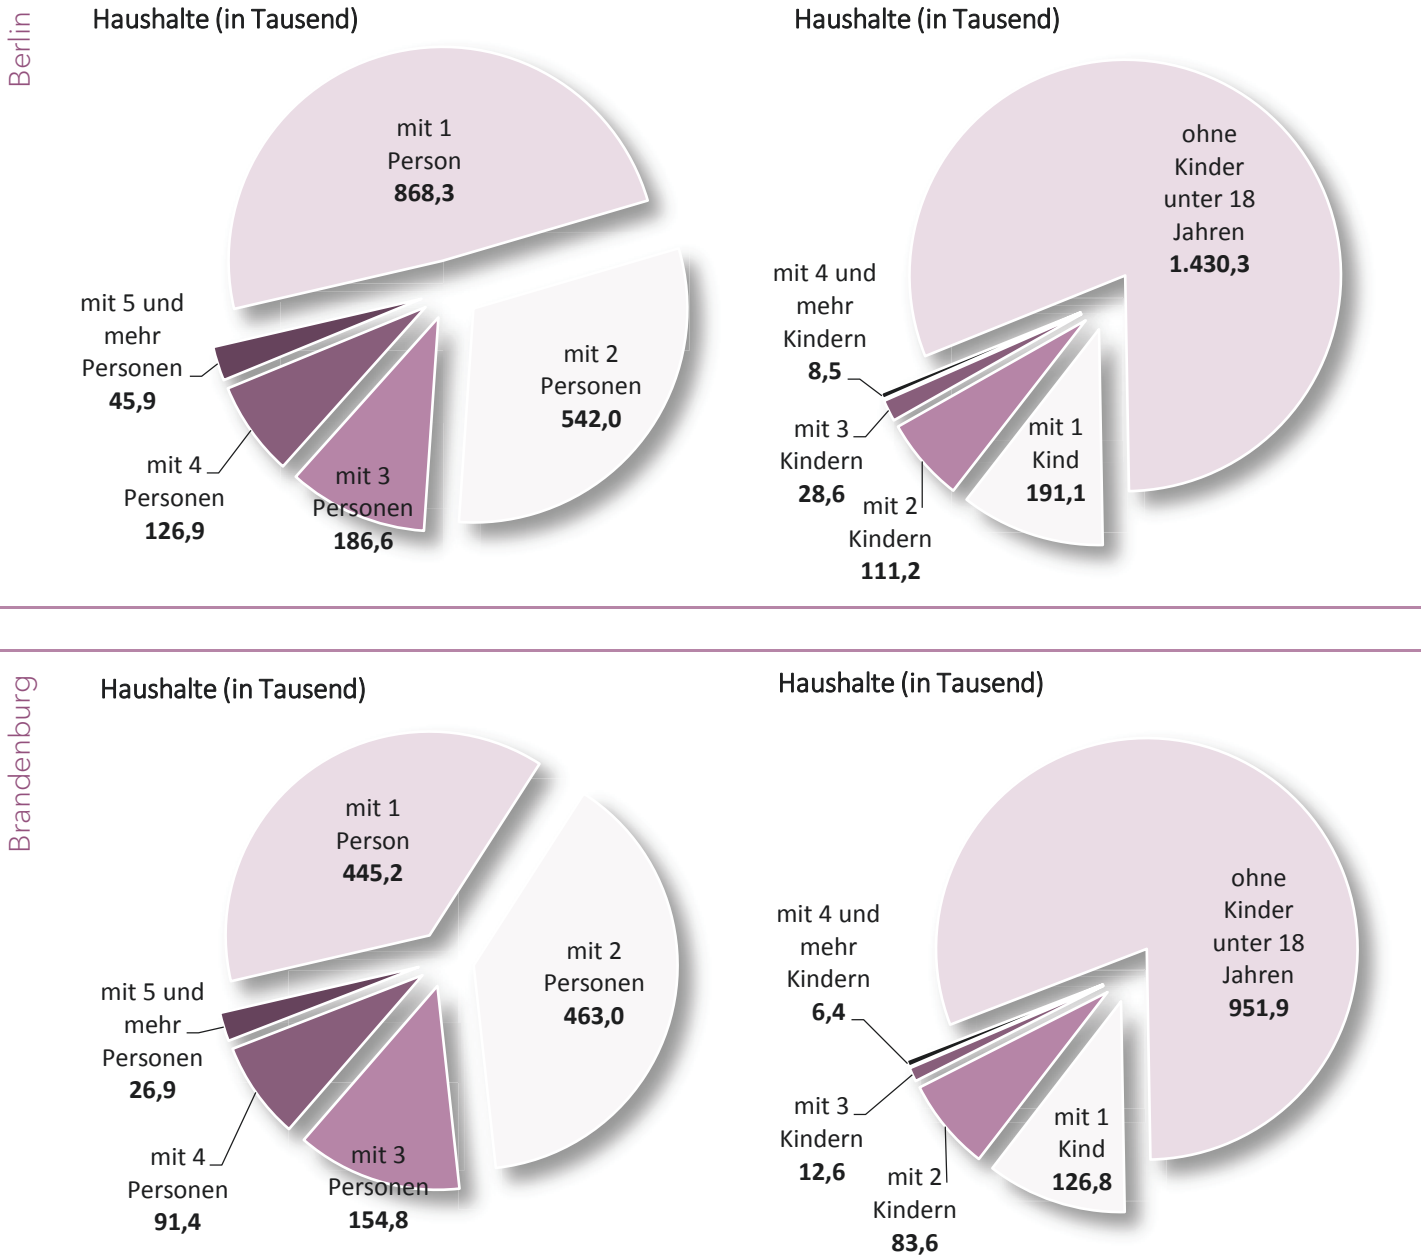 Berlin
Haushalte (in Tausend)
mit 1
Person
868,3
mit 2
Personen
542,0
mit 3
Personen
186,6
mit 4
Personen
126,9
mit 5 und
mehr
Personen
45,9
Haushalte (in Tausend)
ohne
Kinder
unter 18
Jahren
1.430,3
mit 1
Kind
191,1
mit 2
Kindern
111,2
mit 3
Kindern
28,6
mit 4 und
mehr
Kindern
8,5
Brandenburg
Haushalte (in Tausend)
mit 1
Person
445,2
mit 2
Personen
463,0
mit 3
Personen
154,8
mit 4
Personen
91,4
mit 5 und
mehr
Personen
26,9
Haushalte (in Tausend)
ohne
Kinder
unter 18
Jahren
951,9
mit 1
Kind
126,8
mit 2
Kindern
83,6
mit 3
Kindern
12,6
mit 4 und
mehr
Kindern
6,4